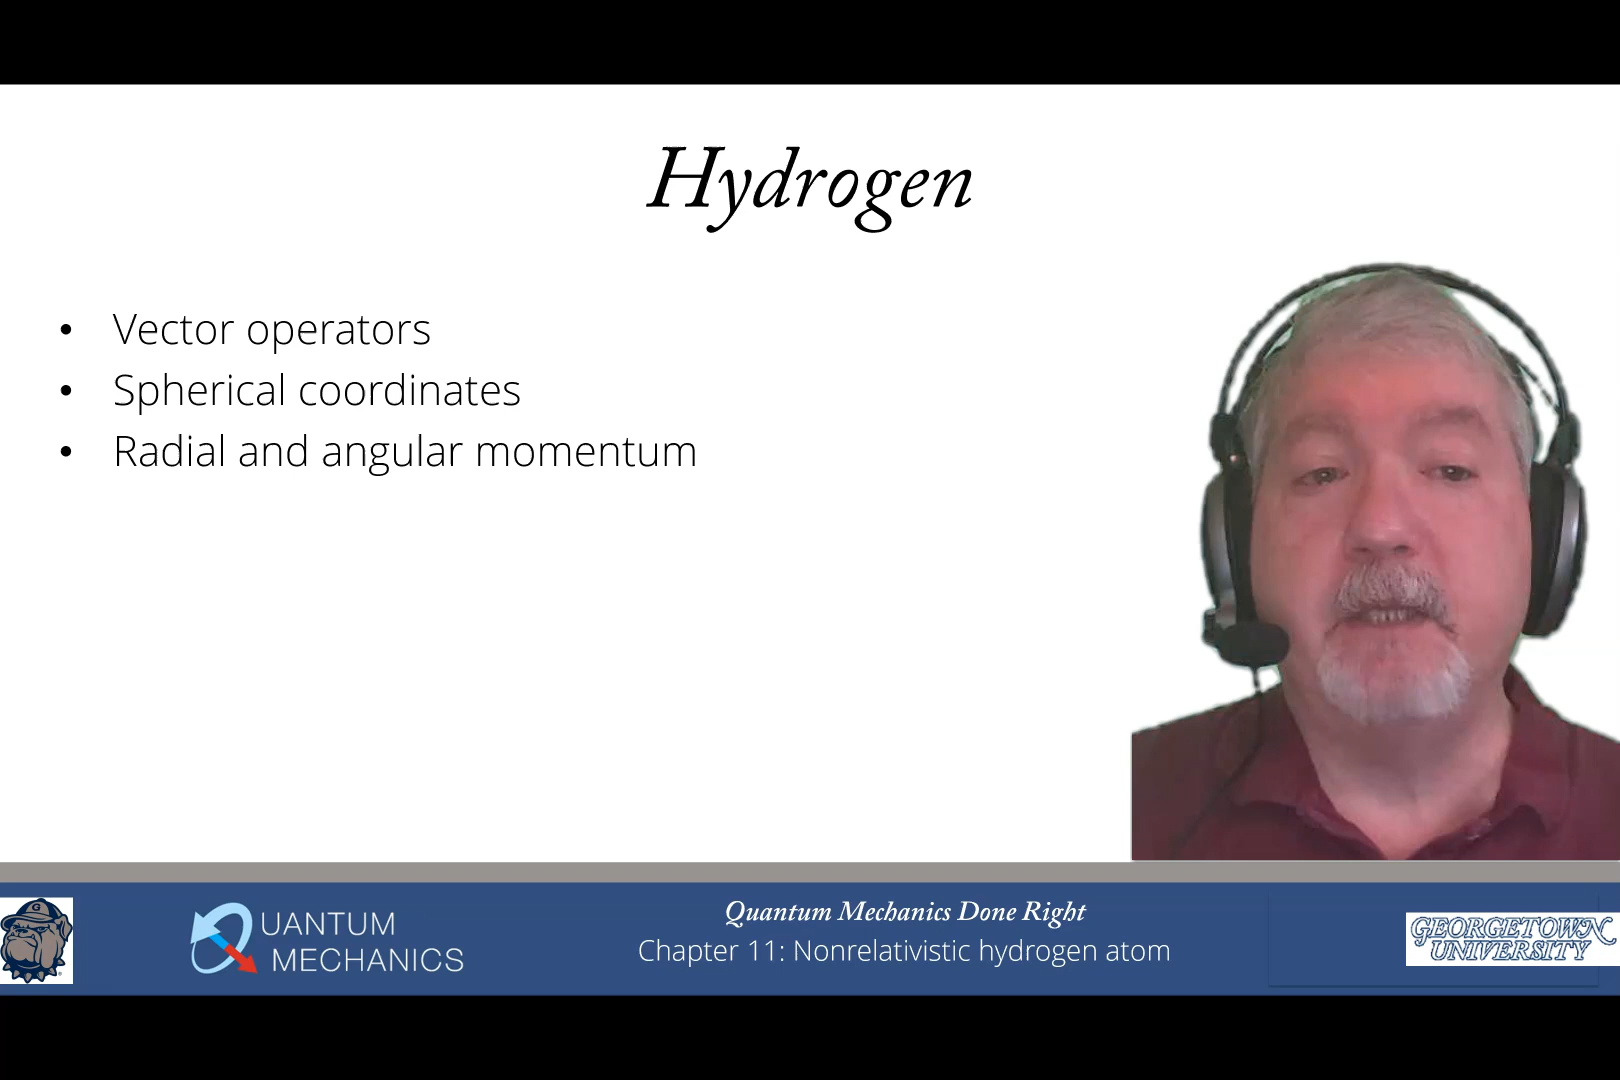 Hydrogen
• Vector operators
• Spherical coordinates
• Radial and angular momentum
QUANTUM
MECHANICS
Quantum Mechanics Done Right
Chapter 11: Nonrelativistic hydrogen atom
GEORGETOWN
UNIVERSITY
G